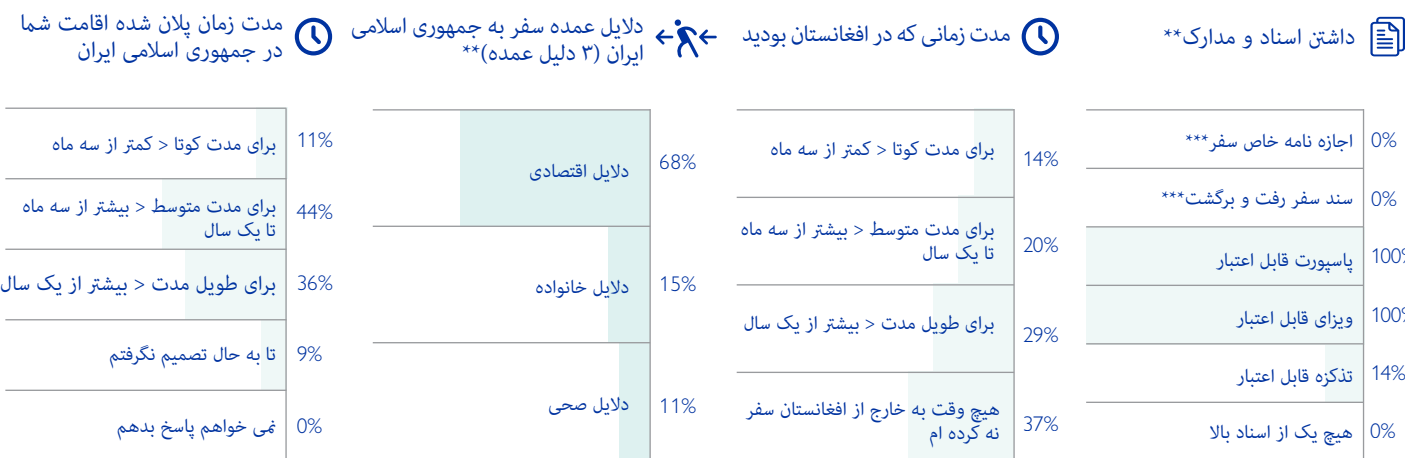 داشتن اسناد و مدارک**
اجازه نامه خاص سفر*** 0%
سند سفر رفت و برگشت*** 0%
پاسپورت قابل اعتبار 100%
ویزای قابل اعتبار 100%
تذکره قابل اعتبار 14%
هیچ یک از اسناد بالا 0%
مدت زمانی که در افغانستان بودید
برای مدت کوتا < کمتر از سه ماه 14%
برای مدت متوسط < بیشتر از سه ماه
تا یک سال 20%
برای طویل مدت < بیشتر از یک سال 29%
هیچ وقت به خارج از افغانستان سفر
نه کرده ام 37%
دلایل عمده سفر به جمهوری اسلامی
ایران (۳ دلیل عمده)**
دلایل اقتصادی 68%
دلایل خانواده 15%
دلایل صحی 11%
مدت زمان پلان شده اقامت شما
در جمهوری اسلامی ایران
برای مدت کوتا < کمتر از سه ماه 11%
برای مدت متوسط < بیشتر از سه ماه
تا یک سال 44%
برای طویل مدت < بیشتر از یک سال 36%
تا به حال تصمیم نگرفتم 9%
نمی خواهم پاسخ بدهم 0%